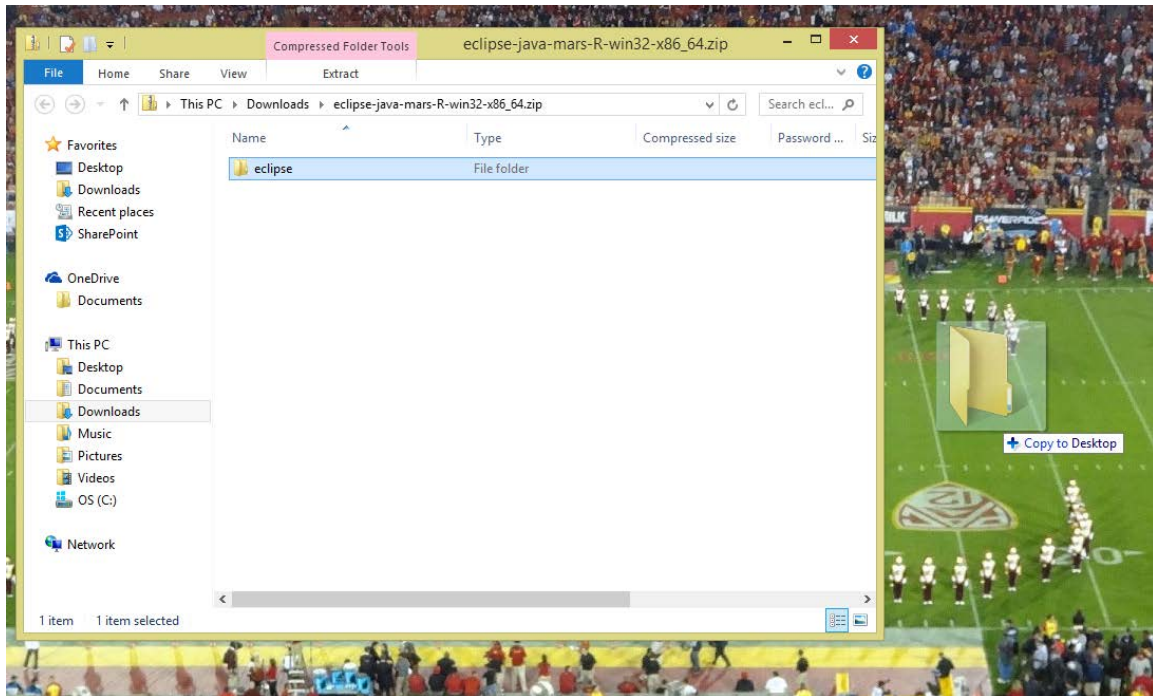 Compressed Folder Tools
eclipse-java-mars-R-win32-x86_64.zip
File Home Share View Extract
This PC Downloads eclipse-java-mars-R-win32-x86_64.zip
Search ecl...
Name Type Compressed size Password ... Siz
eclipse File folder
Favorites
Desktop
Downloads
Recent places
SharePoint
OneDrive
Documents
This PC
Desktop
Documents
Downloads
Music
Pictures
Videos
OS (C:)
Network
1 item 1 item selected
POWERADE
Copy to Desktop
20